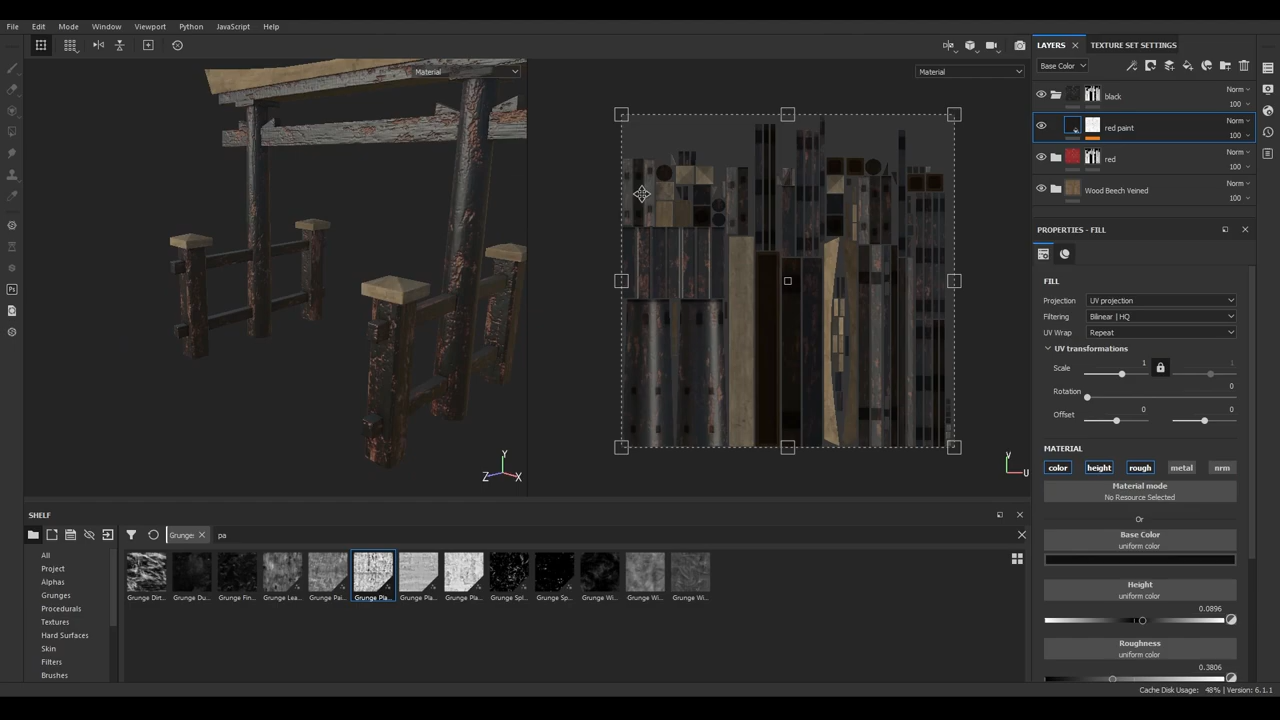 File Edit Mode Window Viewport Python JavaScript Help
LAYERS TEXTURE SET SETTINGS
Material
Material
Base Color
black Norm 100
red paint Norm 100
red Norm 100
Wood Beech Veined Norm 100
PROPERTIES - FILL
FILL
Projection UV projection
Filtering Bilinear | HQ
UV Wrap Repeat
UV transformations
Scale 1 1
Rotation 0
Offset 0 0
MATERIAL
color height rough metal nrm
Material mode
No Resource Selected
Or
Base Color
uniform color
Height
uniform color
0.0896
Roughness
uniform color
0.3806
Y
Z X
V
U
Ps
SHELF
Grunge pa
All
Project
Alphas
Grunges
Procedurals
Textures
Hard Surfaces
Skin
Filters
Brushes
Grunge Dirt... Grunge Du... Grunge Fin... Grunge Lea... Grunge Pai... Grunge Pla... Grunge Pla... Grunge Pla... Grunge Spl... Grunge Sp... Grunge Wi... Grunge Wi... Grunge Wi...
Cache Disk Usage: 48% | Version: 6.1.1